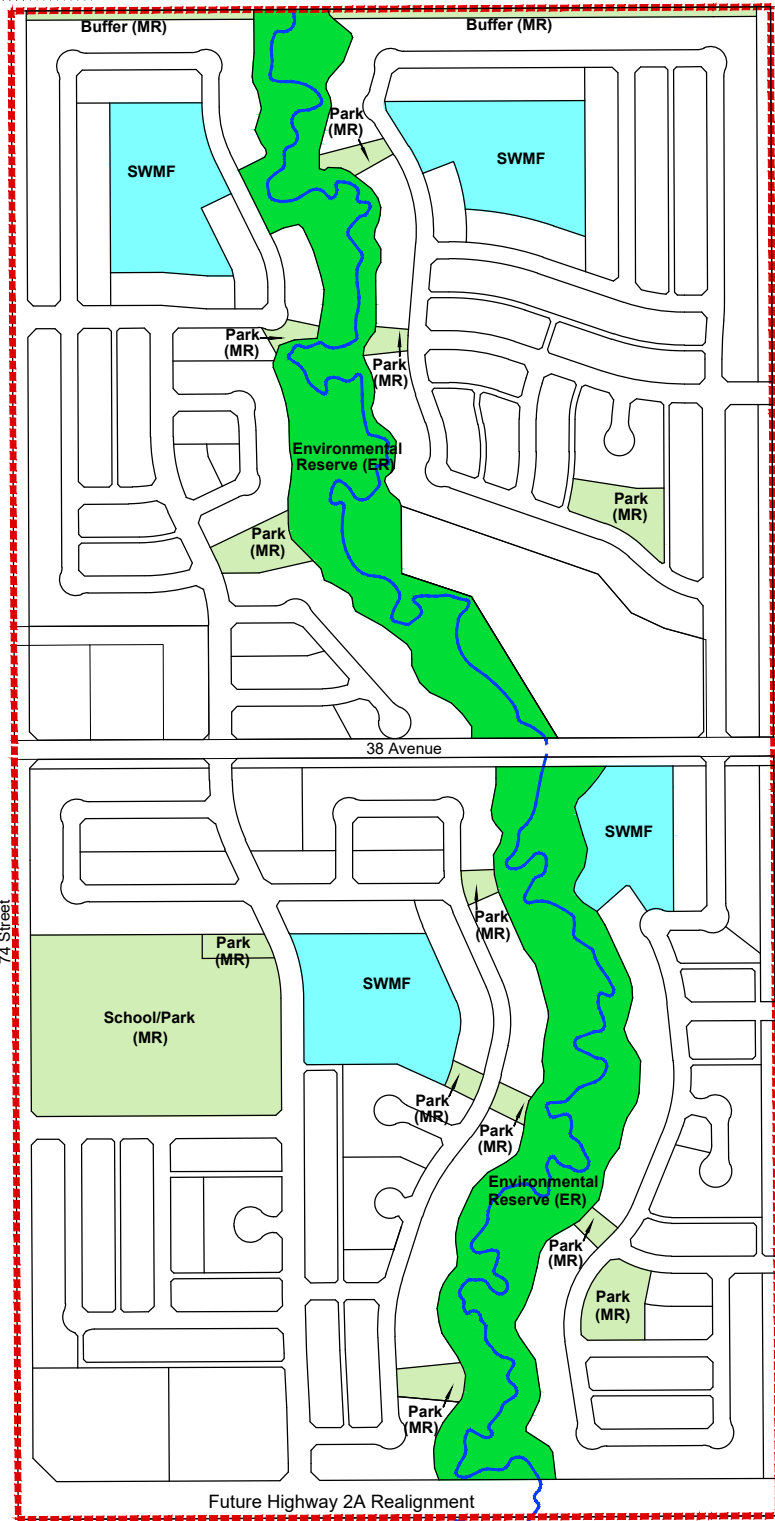 Buffer (MR)
Buffer (MR)
Park
(MR)
SWMF
SWMF
Park
(MR)
Park
(MR)
Environmental
Reserve (ER)
Park
(MR)
Park
(MR)
38 Avenue
SWMF
74 Street
Park
(MR)
Park
(MR)
SWMF
School/Park
(MR)
Park
(MR)
Park
(MR)
Environmental
Reserve (ER)
Park
(MR)
Park
(MR)
Park
(MR)
Future Highway 2A Realignment